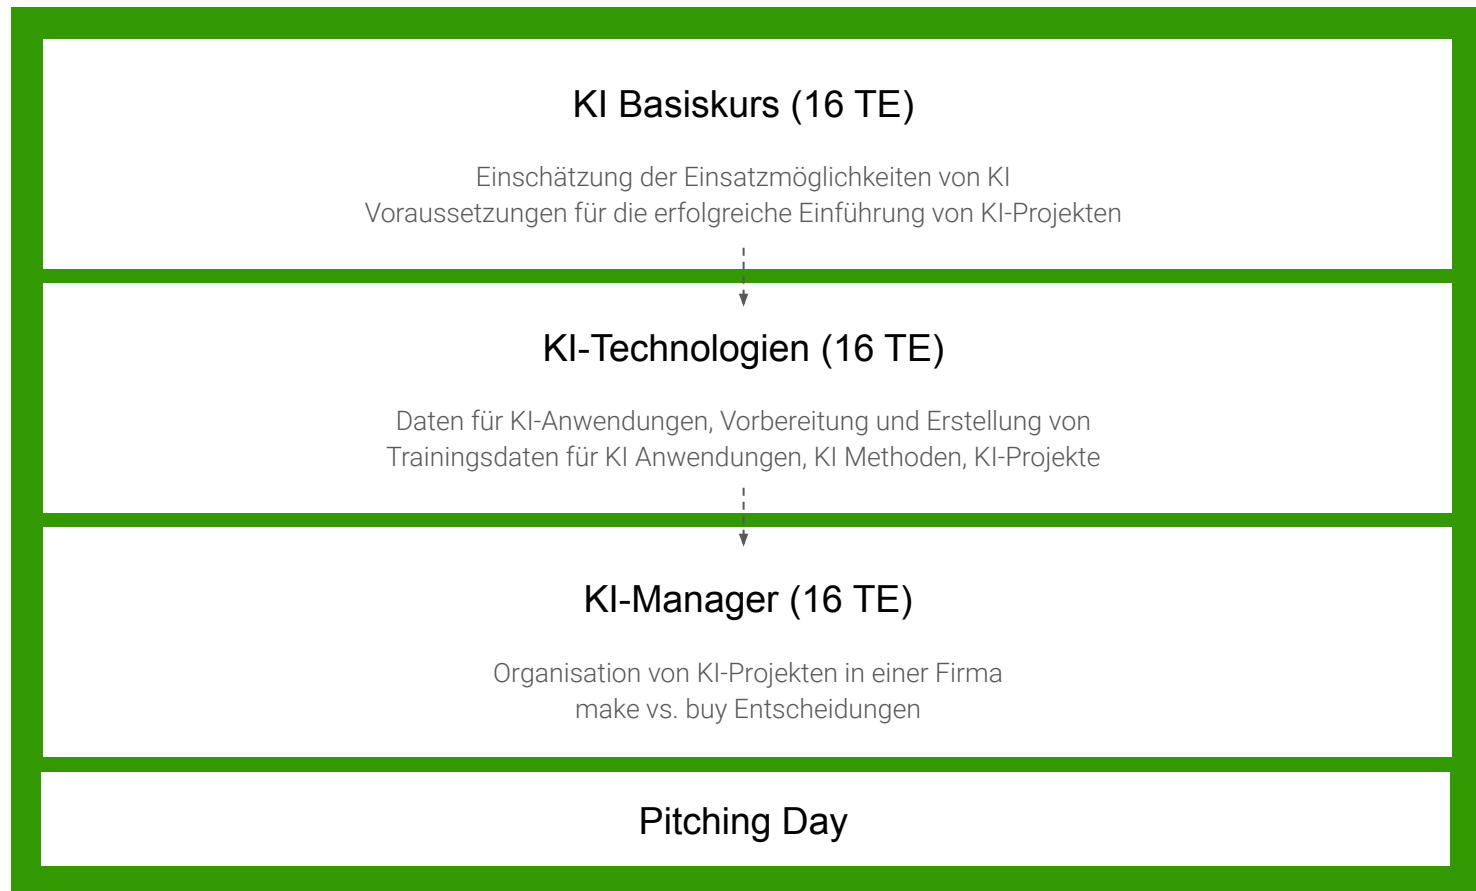 KI Basiskurs (16 TE)
Einschätzung der Einsatzmöglichkeiten von KI
Voraussetzungen für die erfolgreiche Einführung von KI-Projekten
KI-Technologien (16 TE)
Daten für KI-Anwendungen, Vorbereitung und Erstellung von
Trainingsdaten für KI Anwendungen, KI Methoden, KI-Projekte
KI-Manager (16 TE)
Organisation von KI-Projekten in einer Firma
make vs. buy Entscheidungen
Pitching Day